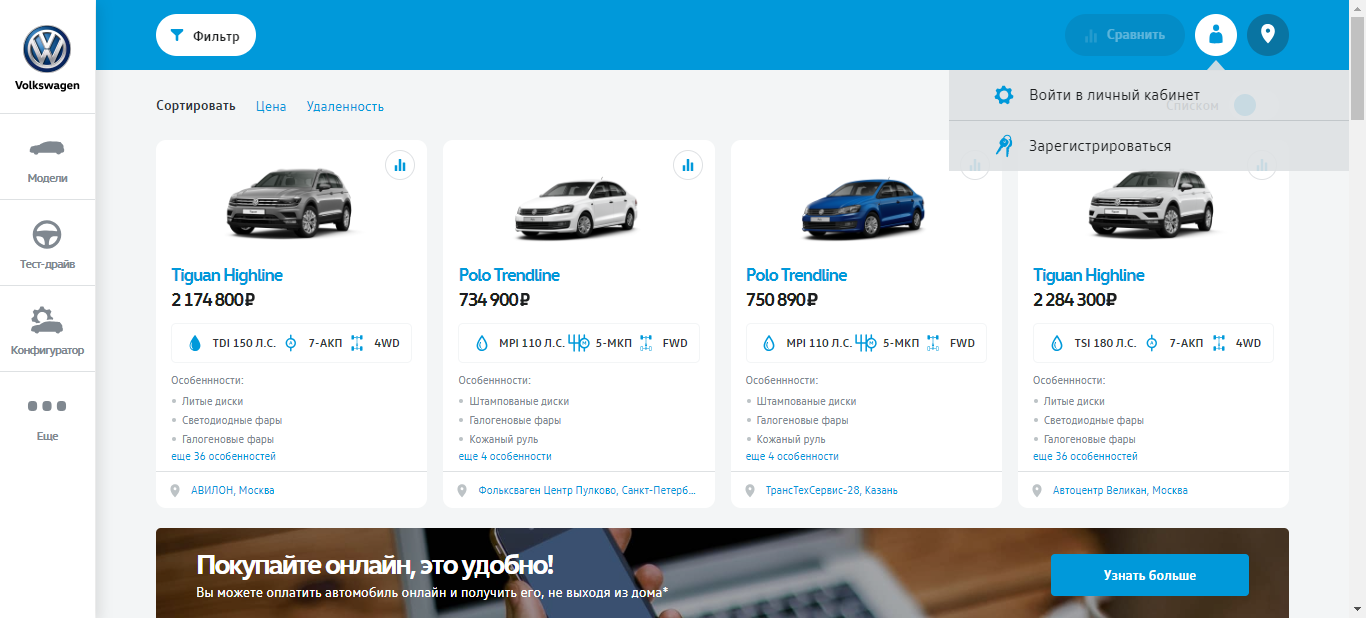 Фильтр
Сравнить
Volkswagen
Войти в личный кабинет
Сортировать Цена Удаленность
Списком
Зарегистрироваться
Модели
Тест-драйв
Конфигуратор
Еще
Tiguan Highline
2 174 800 ₽
TDI 150 Л.С. 7-АКП 4WD
Особеннности:
Литые диски
Светодиодные фары
Галогеновые фары
еще 36 особенностей
АВИЛОН, Москва
Polo Trendline
734 900 ₽
MPI 110 Л.С. 5-МКП FWD
Особеннности:
Штампованые диски
Галогеновые фары
Кожаный руль
еще 4 особенности
Фольксваген Центр Пулково, Санкт-Петерб...
Polo Trendline
750 890 ₽
MPI 110 Л.С. 5-МКП FWD
Особеннности:
Штампованые диски
Галогеновые фары
Кожаный руль
еще 4 особенности
ТрансТехСервис-28, Казань
Tiguan Highline
2 284 300 ₽
TSI 180 Л.С. 7-АКП 4WD
Особеннности:
Литые диски
Светодиодные фары
Галогеновые фары
еще 36 особенностей
Автоцентр Великан, Москва
Покупайте онлайн, это удобно!
Вы можете оплатить автомобиль онлайн и получить его, не выходя из дома*
Узнать больше